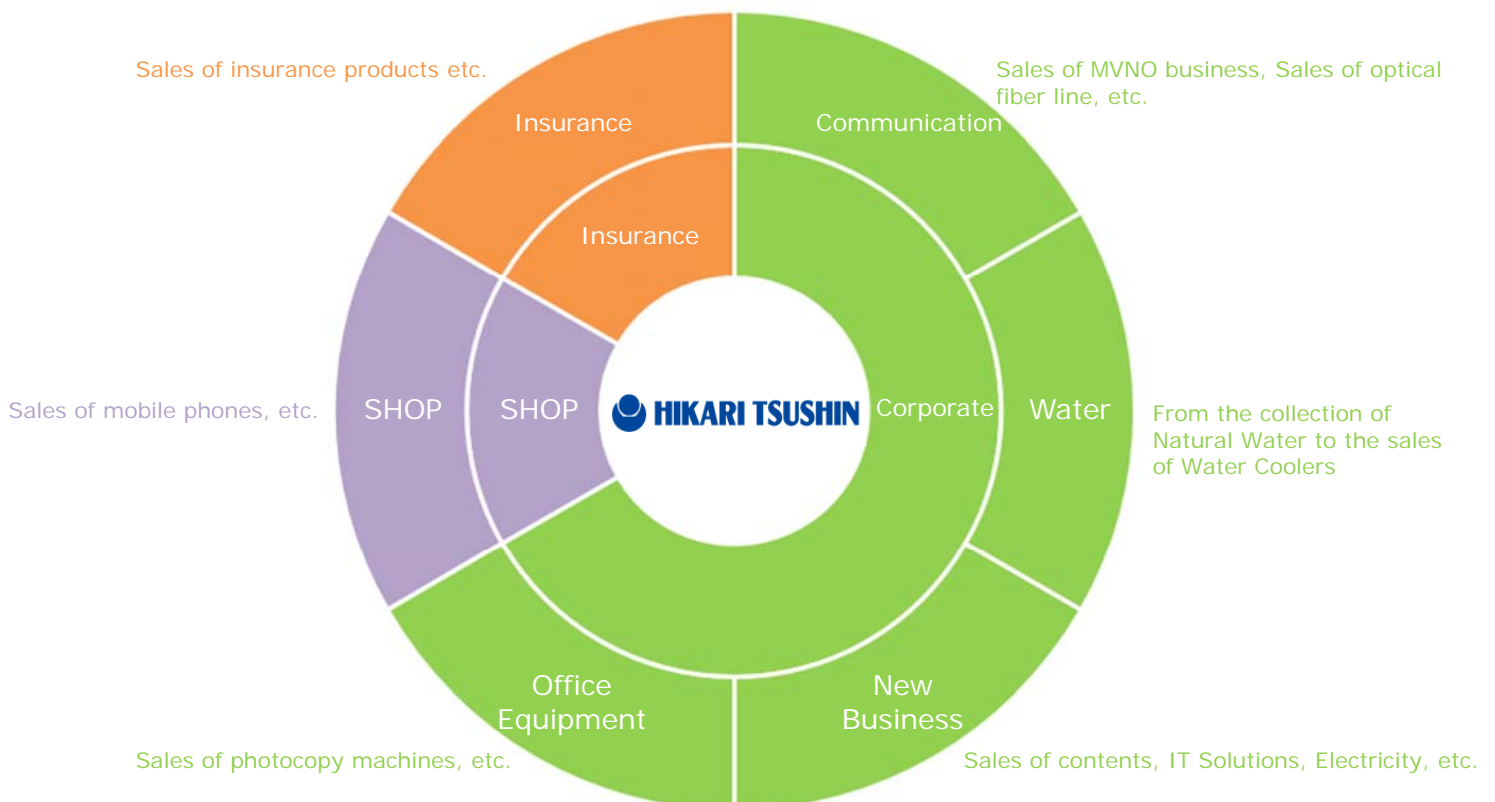 Sales of insurance products etc.
Sales of MVNO business, Sales of optical
fiber line, etc.
Insurance
Communication
Insurance
Sales of mobile phones, etc.
SHOP
SHOP
HIKARI TSUSHIN
Corporate
Water
From the collection of
Natural Water to the sales
of Water Coolers
Office
Equipment
New
Business
Sales of photocopy machines, etc.
Sales of contents, IT Solutions, Electricity, etc.